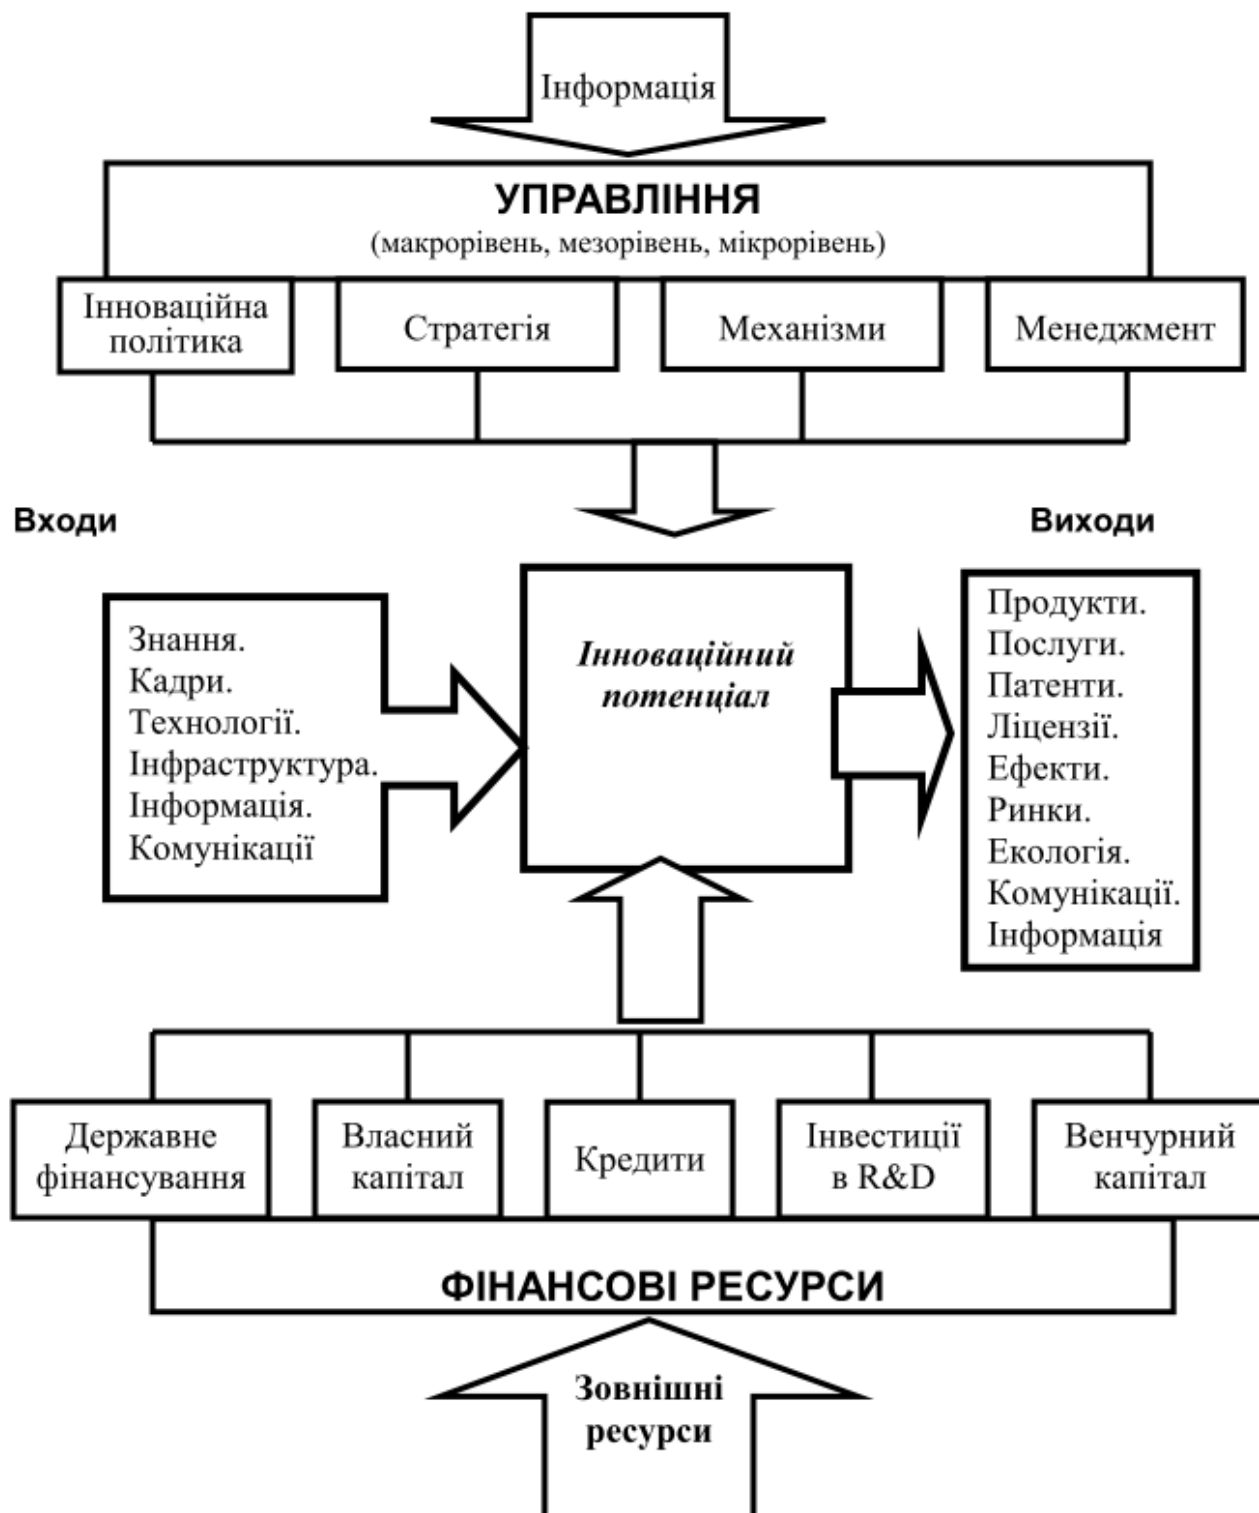 Інформація
УПРАВЛІННЯ
(макрорівень, мезорівень, мікрорівень)
Інноваційна
політика
Стратегія
Механізми
Менеджмент
Входи
Виходи
Знання.
Кадри.
Технології.
Інфраструктура.
Інформація.
Комунікації
Інноваційний
потенціал
Продукти.
Послуги.
Патенти.
Ліцензії.
Ефекти.
Ринки.
Екологія.
Комунікації.
Інформація
Державне
фінансування
Власний
капітал
Кредити
Інвестиції
в R&D
Венчурний
капітал
ФІНАНСОВІ РЕСУРСИ
Зовнішні
ресурси